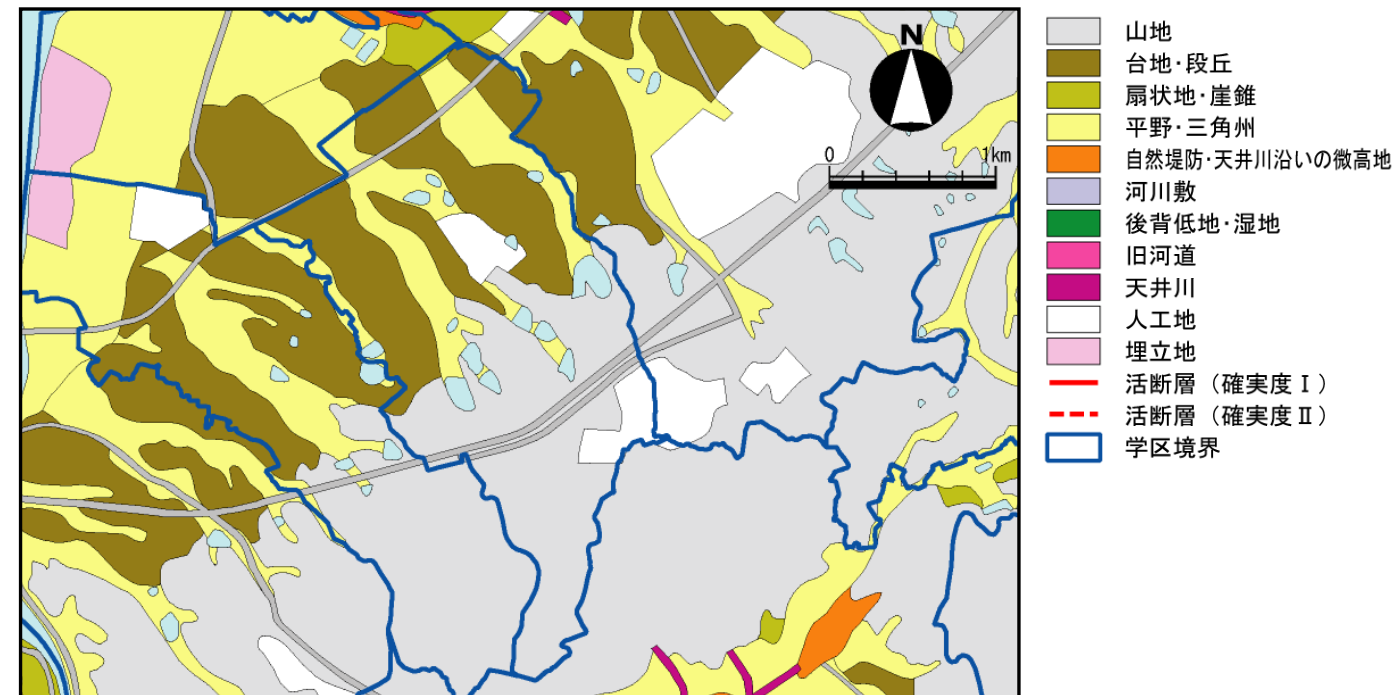 N
0 1km
山地
台地・段丘
扇状地・崖錐
平野・三角州
自然堤防・天井川沿いの微高地
河川敷
後背低地・湿地
旧河道
天井川
人工地
埋立地
活断層（確実度Ⅰ）
活断層（確実度Ⅱ）
学区境界